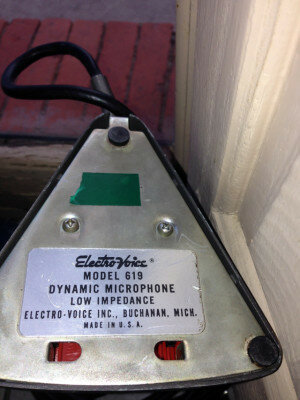 Electro-Voice®
MODEL 619
DYNAMIC MICROPHONE
LOW IMPEDANCE
ELECTRO-VOICE INC., BUCHANAN, MICH.
MADE IN U.S.A.